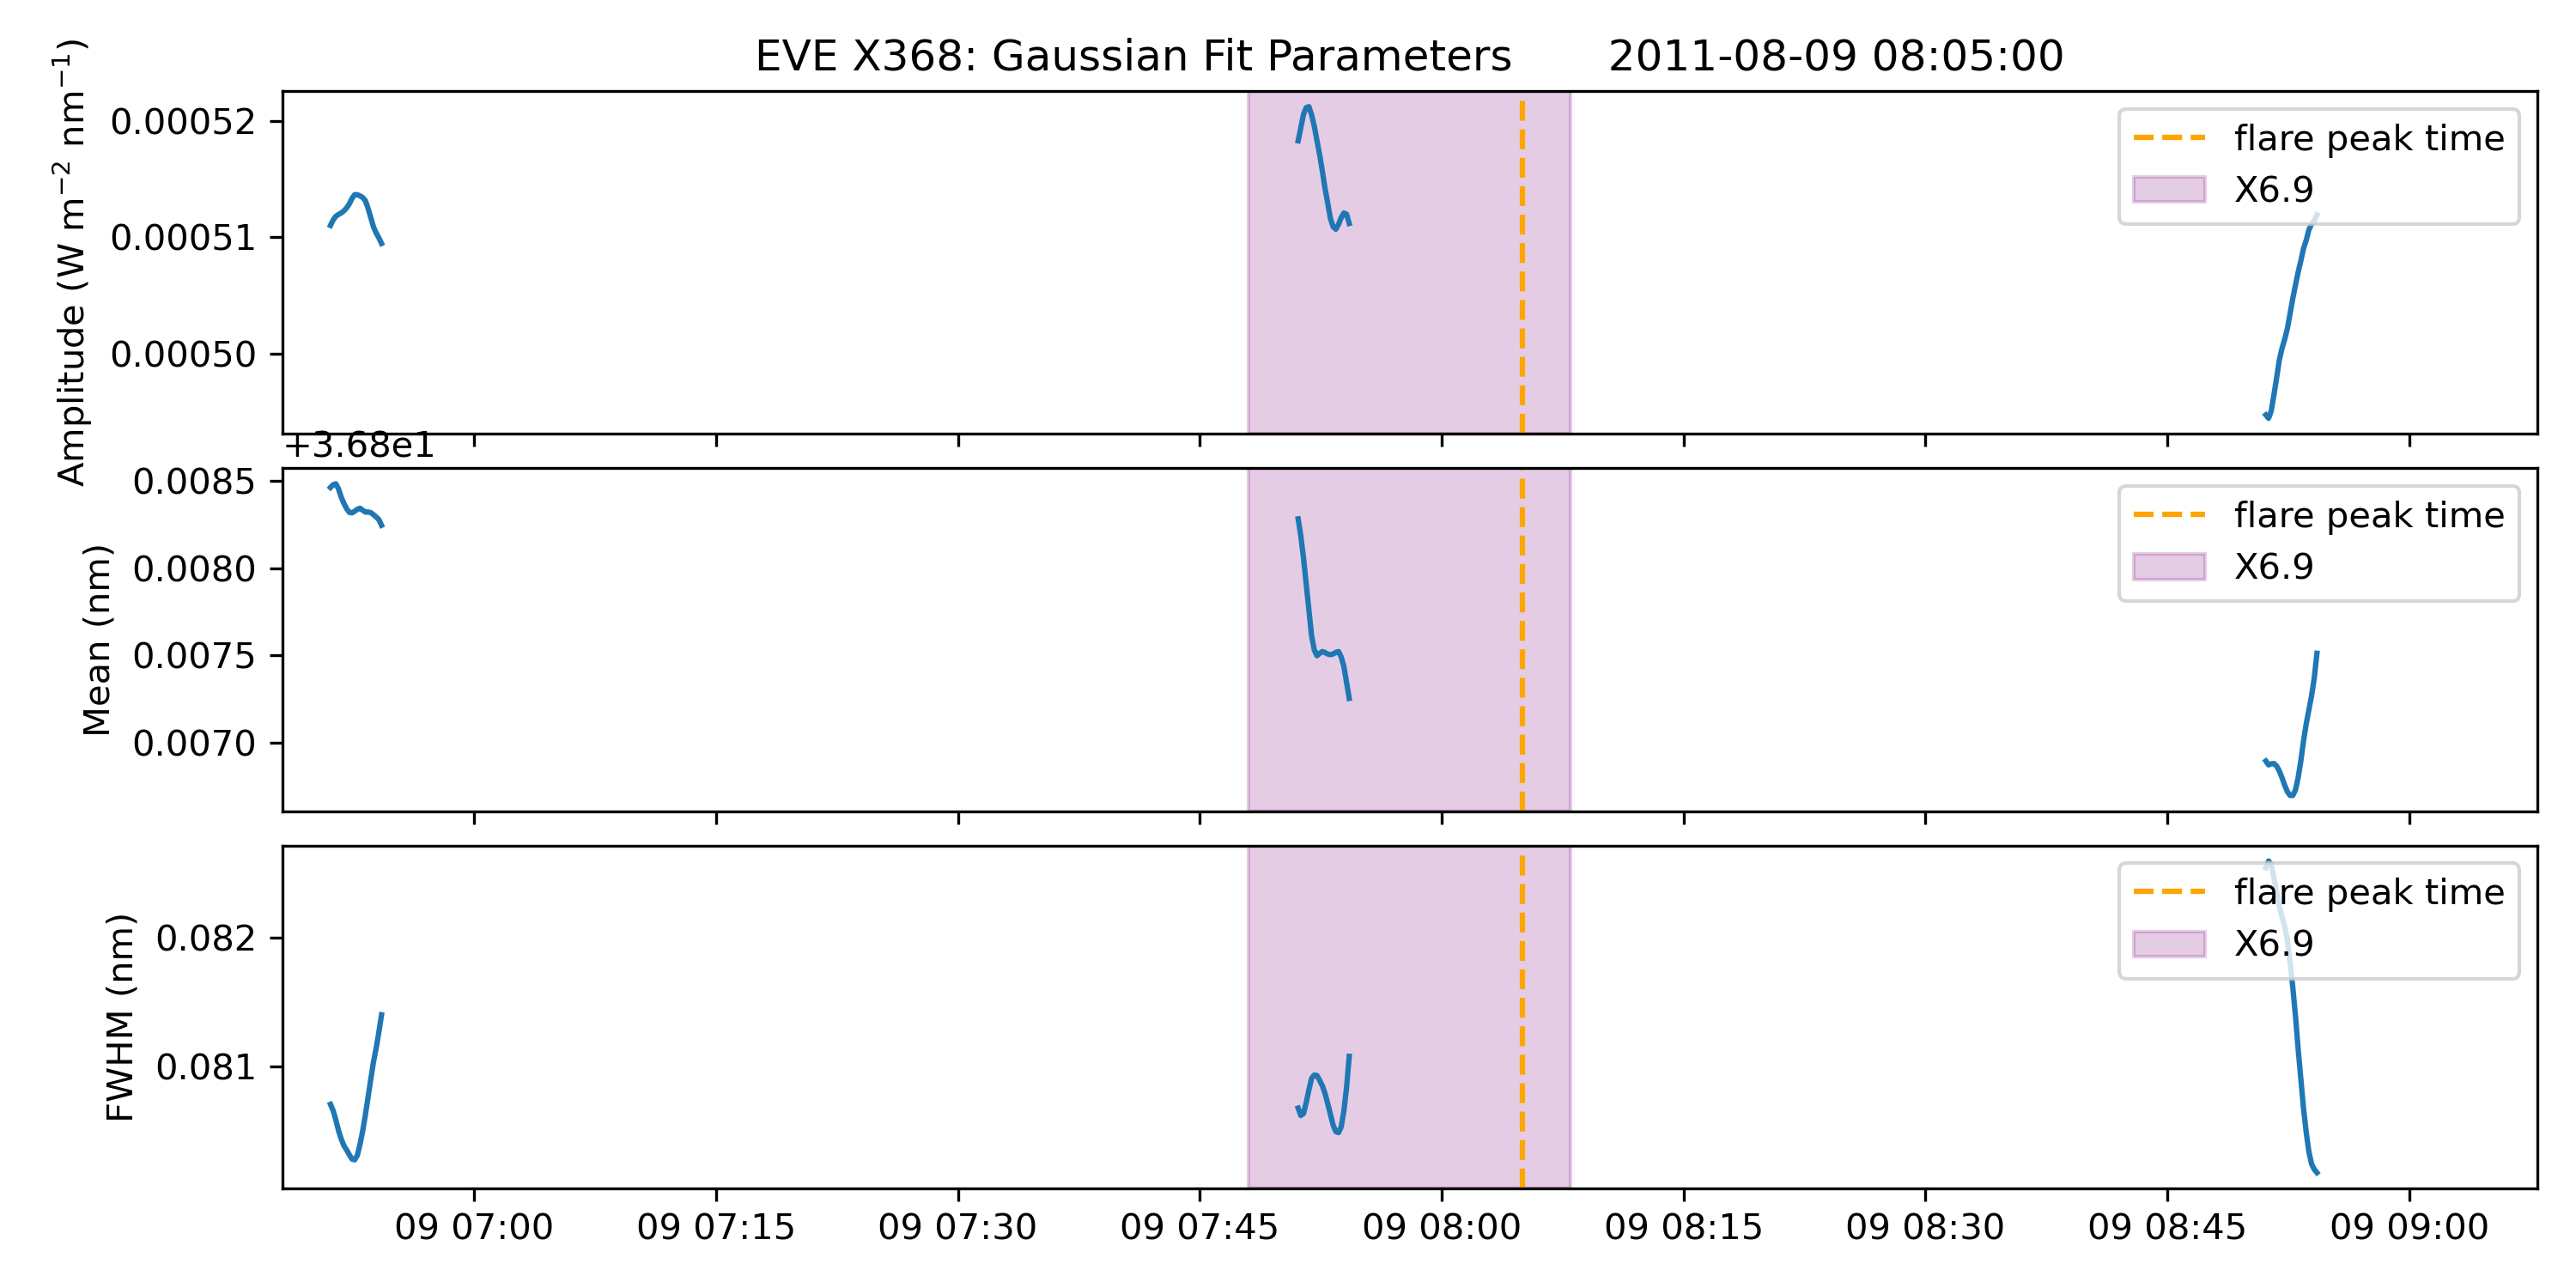 EVE X368: Gaussian Fit Parameters 2011-08-09 08:05:00
Amplitude (W m⁻² nm⁻¹)
0.00052
0.00051
0.00050
flare peak time
X6.9
+3.68e1
Mean (nm)
0.0085
0.0080
0.0075
0.0070
flare peak time
X6.9
FWHM (nm)
0.082
0.081
flare peak time
X6.9
09 07:00 09 07:15 09 07:30 09 07:45 09 08:00 09 08:15 09 08:30 09 08:45 09 09:00